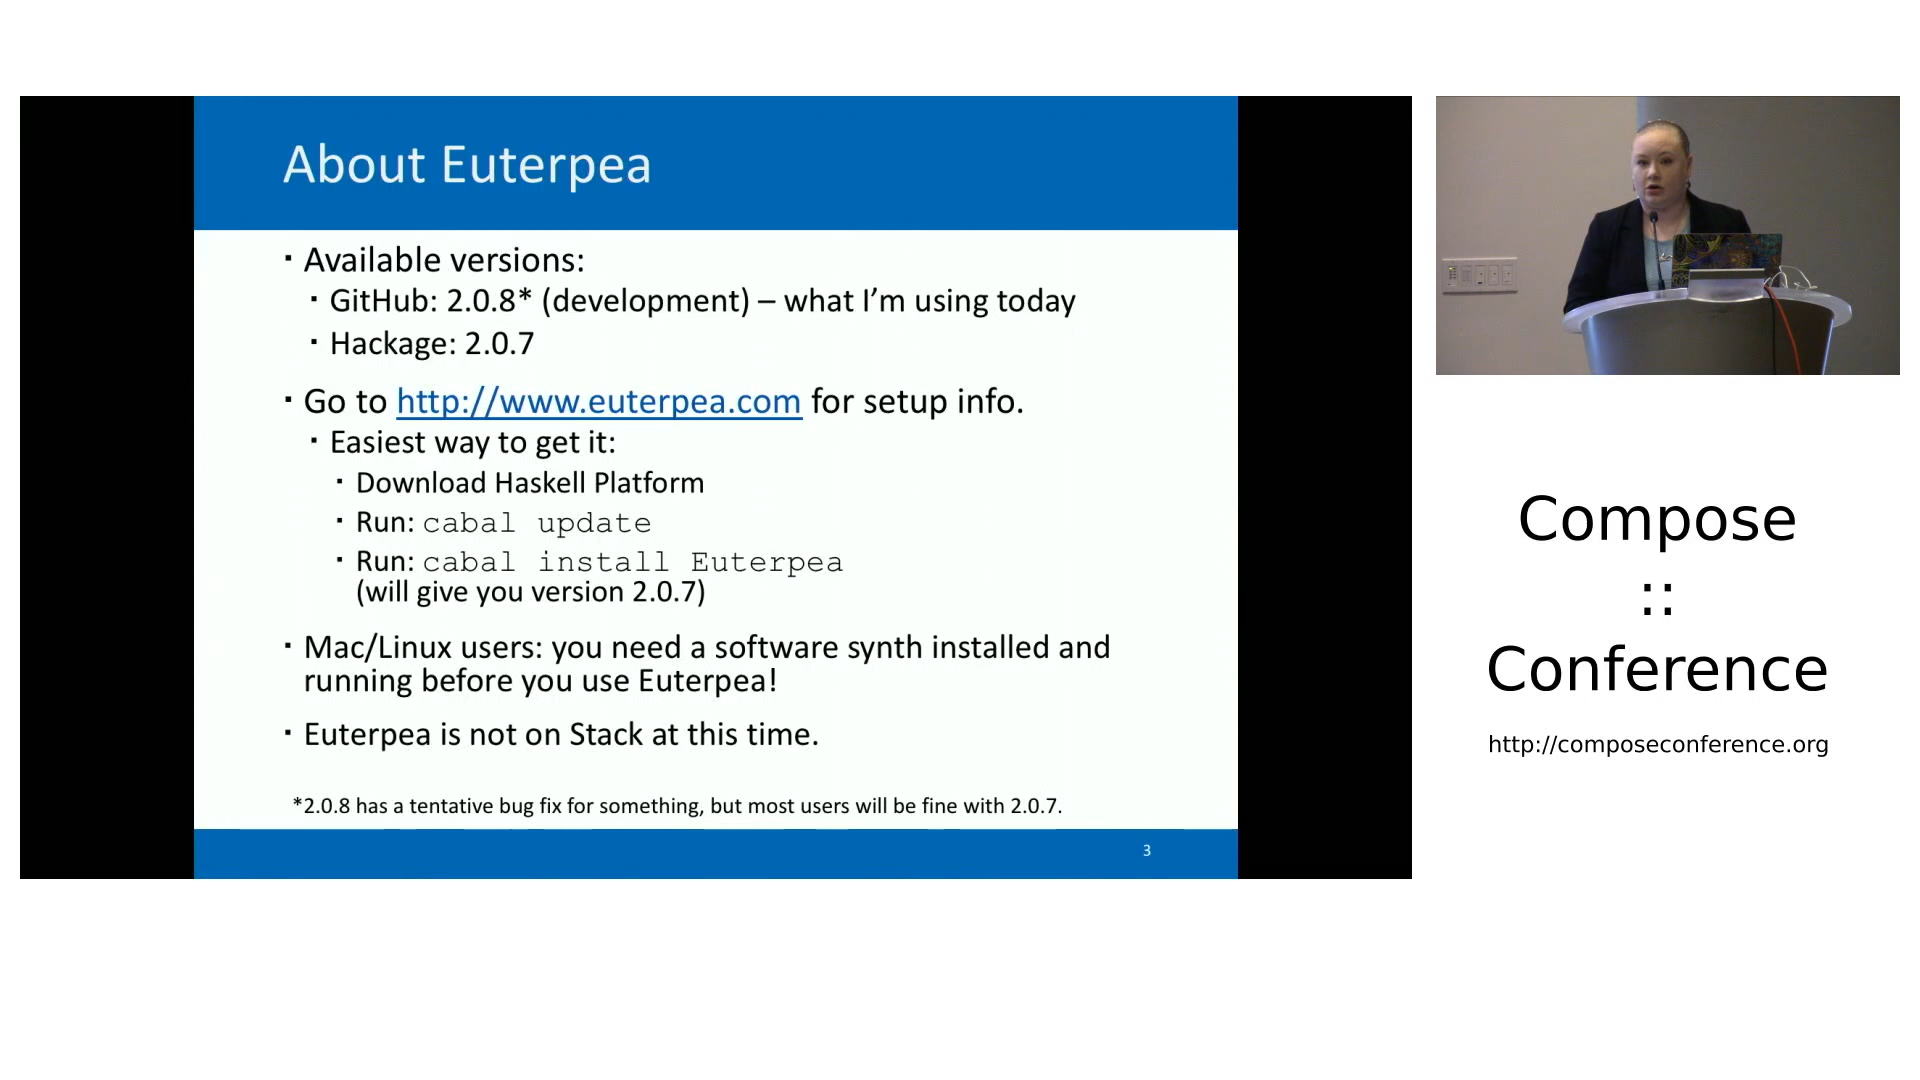 About Euterpea
▪ Available versions:
▪ GitHub: 2.0.8* (development) – what I’m using today
▪ Hackage: 2.0.7
▪ Go to http://www.euterpea.com for setup info.
▪ Easiest way to get it:
▪ Download Haskell Platform
▪ Run: cabal update
▪ Run: cabal install Euterpea
(will give you version 2.0.7)
▪ Mac/Linux users: you need a software synth installed and
running before you use Euterpea!
▪ Euterpea is not on Stack at this time.
*2.0.8 has a tentative bug fix for something, but most users will be fine with 2.0.7.
3
Compose
::
Conference
http://composeconference.org